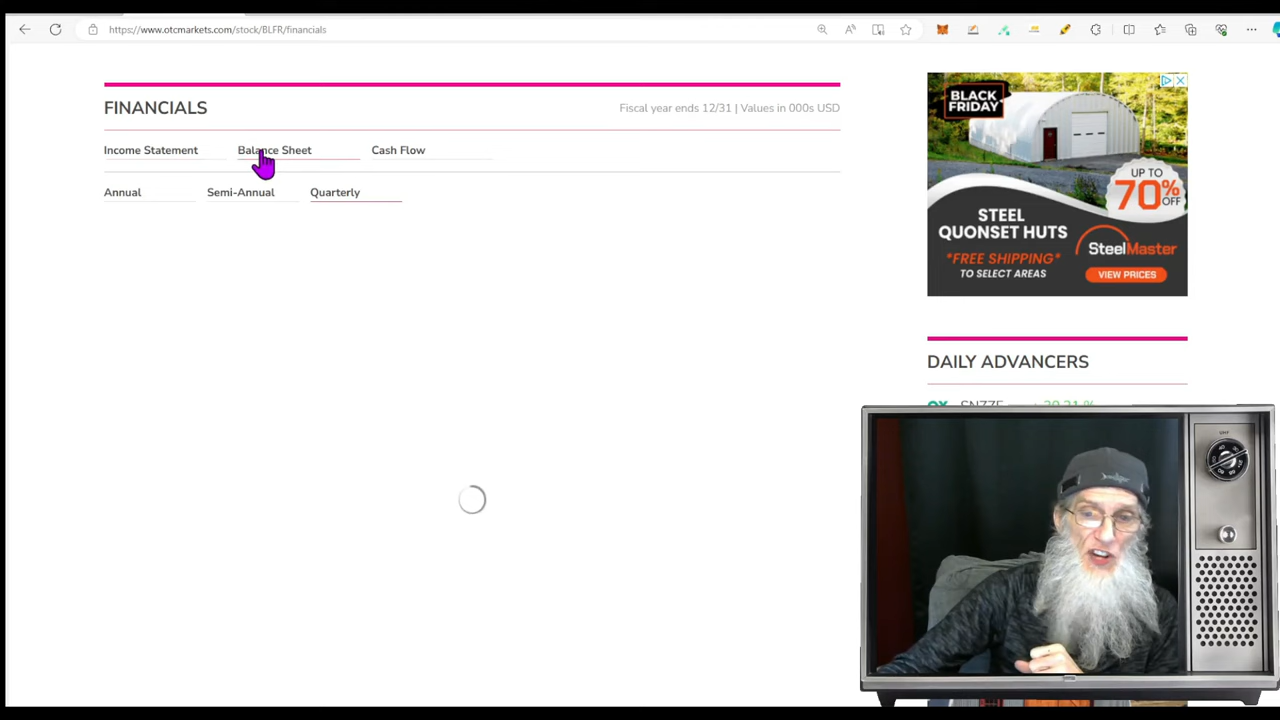 https://www.otcmarkets.com/stock/BLFR/financials
FINANCIALS
Fiscal year ends 12/31 | Values in 000s USD
Income Statement
Balance Sheet
Cash Flow
Annual
Semi-Annual
Quarterly
BLACK
FRIDAY
UP TO
70%
OFF
STEEL
QUONSET HUTS
*FREE SHIPPING*
TO SELECT AREAS
SteelMaster
VIEW PRICES
DAILY ADVANCERS